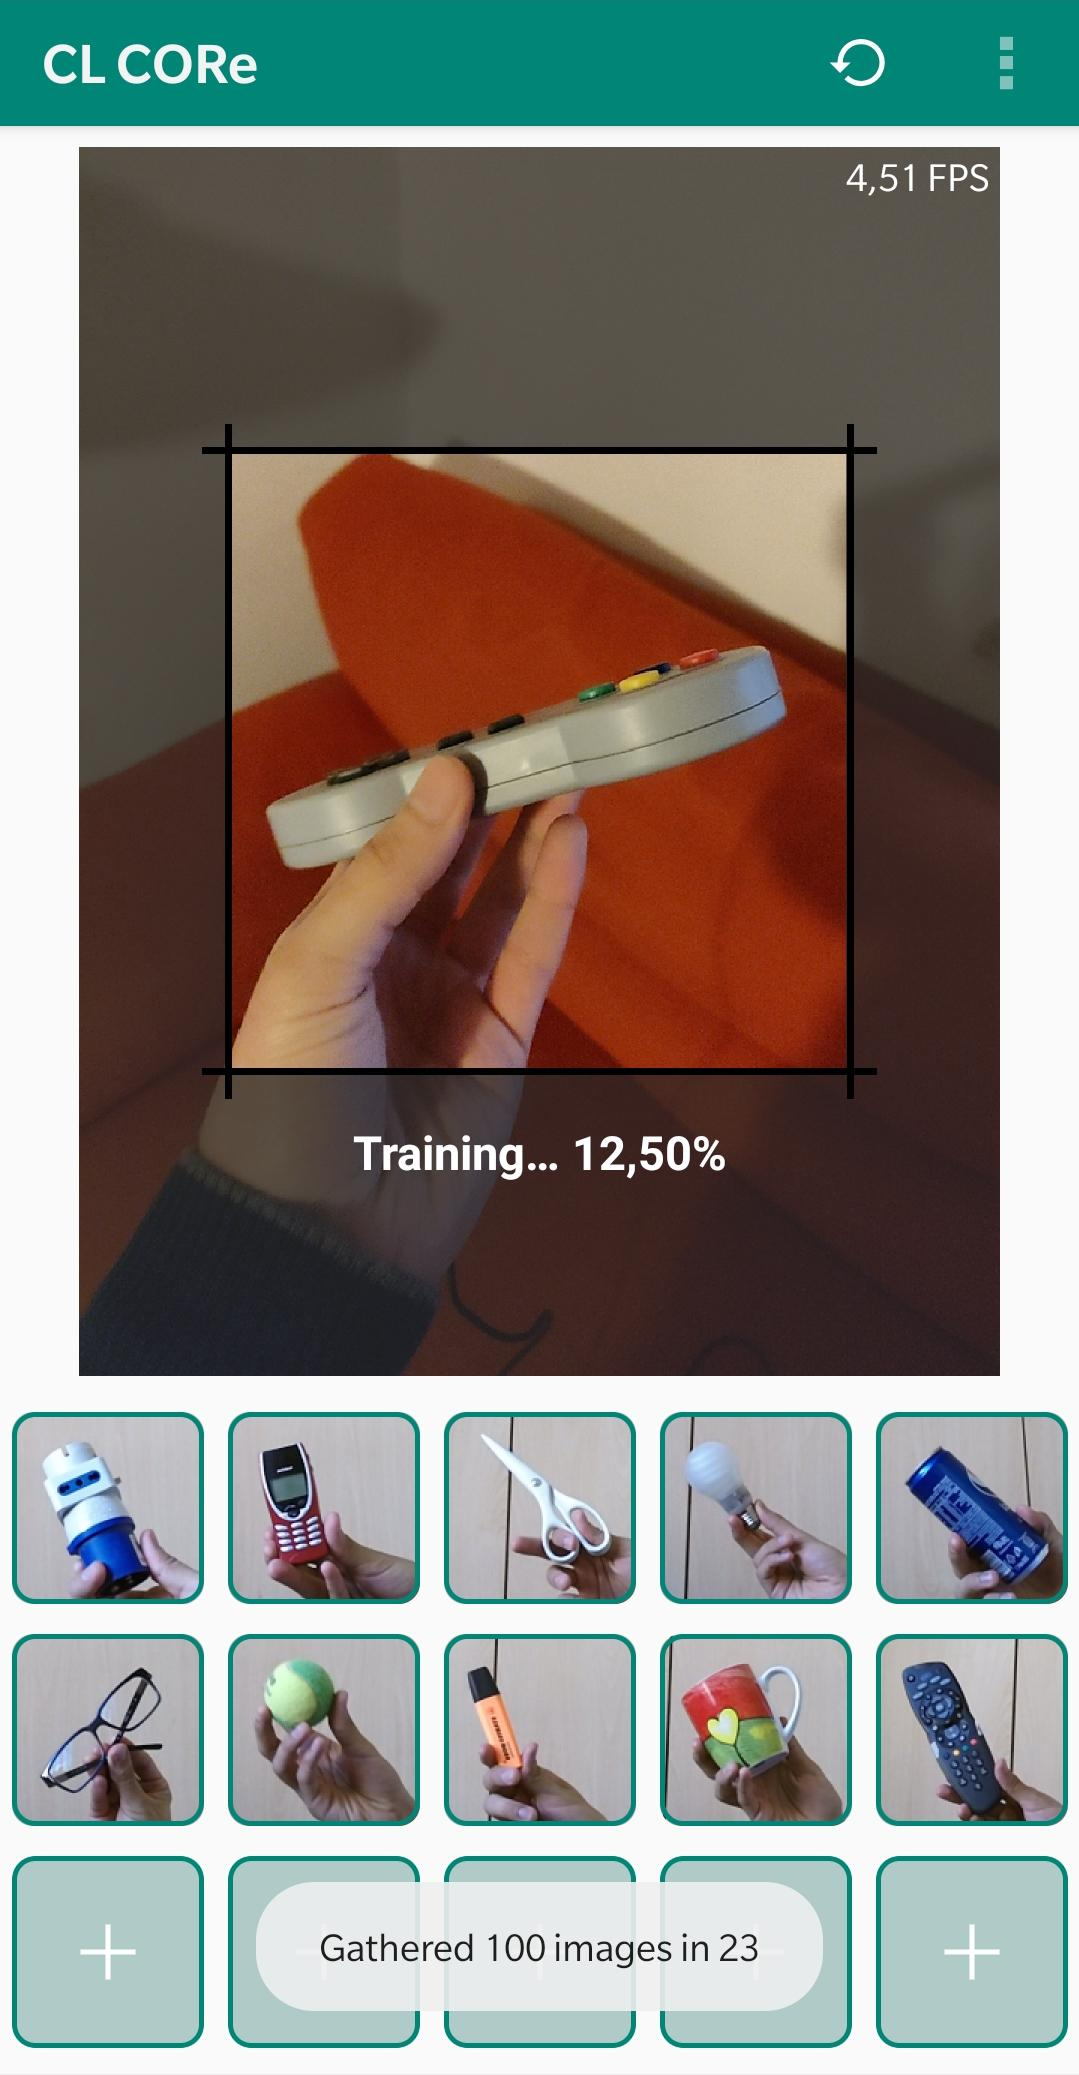 CL CORe
4,51 FPS
Training... 12,50%
Gathered 100 images in 23